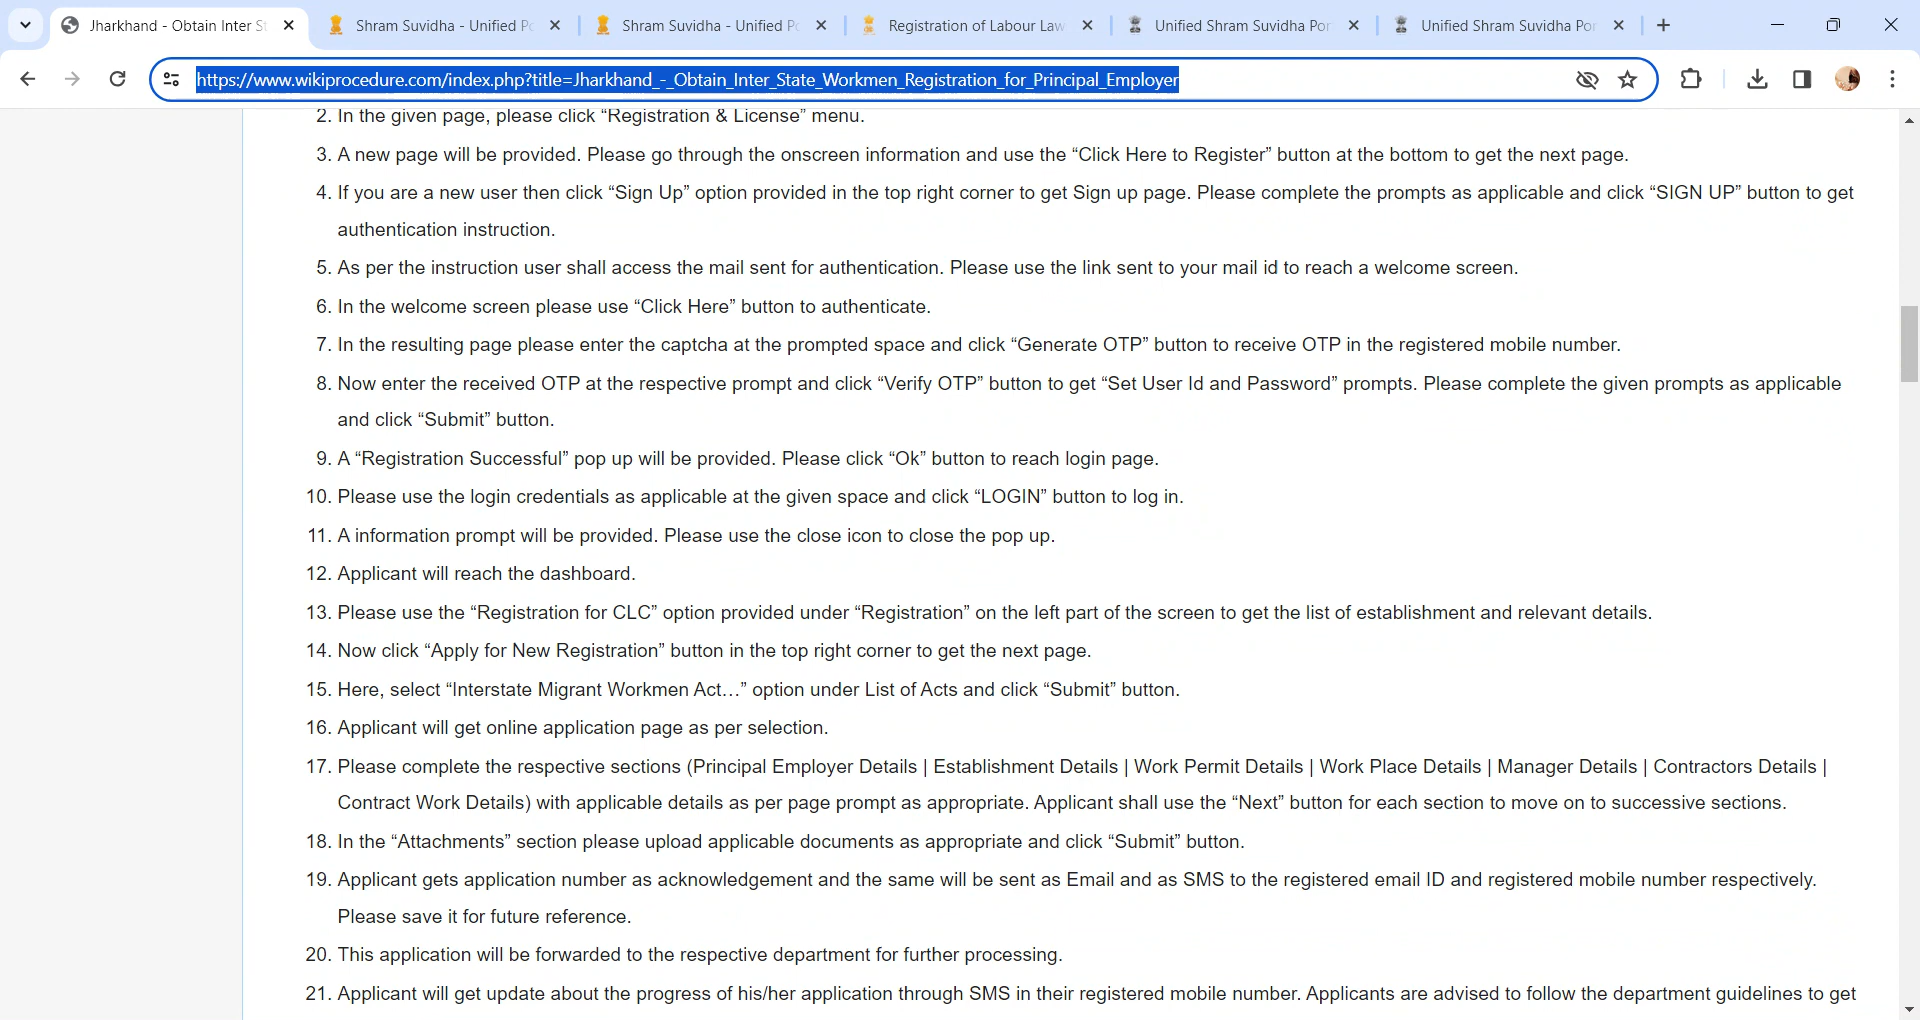 Jharkhand - Obtain Inter St
Shram Suvidha - Unified Po
Shram Suvidha - Unified Po
Registration of Labour Law
Unified Shram Suvidha Por
Unified Shram Suvidha Por
https://www.wikiprocedure.com/index.php?title=Jharkhand_-_Obtain_Inter_State_Workmen_Registration_for_Principal_Employer
2. In the given page, please click “Registration & License” menu.
3. A new page will be provided. Please go through the onscreen information and use the “Click Here to Register” button at the bottom to get the next page.
4. If you are a new user then click “Sign Up” option provided in the top right corner to get Sign up page. Please complete the prompts as applicable and click “SIGN UP” button to get
authentication instruction.
5. As per the instruction user shall access the mail sent for authentication. Please use the link sent to your mail id to reach a welcome screen.
6. In the welcome screen please use “Click Here” button to authenticate.
7. In the resulting page please enter the captcha at the prompted space and click “Generate OTP” button to receive OTP in the registered mobile number.
8. Now enter the received OTP at the respective prompt and click “Verify OTP” button to get “Set User Id and Password” prompts. Please complete the given prompts as applicable
and click “Submit” button.
9. A “Registration Successful” pop up will be provided. Please click “Ok” button to reach login page.
10. Please use the login credentials as applicable at the given space and click “LOGIN” button to log in.
11. A information prompt will be provided. Please use the close icon to close the pop up.
12. Applicant will reach the dashboard.
13. Please use the “Registration for CLC” option provided under “Registration” on the left part of the screen to get the list of establishment and relevant details.
14. Now click “Apply for New Registration” button in the top right corner to get the next page.
15. Here, select “Interstate Migrant Workmen Act…” option under List of Acts and click “Submit” button.
16. Applicant will get online application page as per selection.
17. Please complete the respective sections (Principal Employer Details | Establishment Details | Work Permit Details | Work Place Details | Manager Details | Contractors Details |
Contract Work Details) with applicable details as per page prompt as appropriate. Applicant shall use the “Next” button for each section to move on to successive sections.
18. In the “Attachments” section please upload applicable documents as appropriate and click “Submit” button.
19. Applicant gets application number as acknowledgement and the same will be sent as Email and as SMS to the registered email ID and registered mobile number respectively.
Please save it for future reference.
20. This application will be forwarded to the respective department for further processing.
21. Applicant will get update about the progress of his/her application through SMS in their registered mobile number. Applicants are advised to follow the department guidelines to get